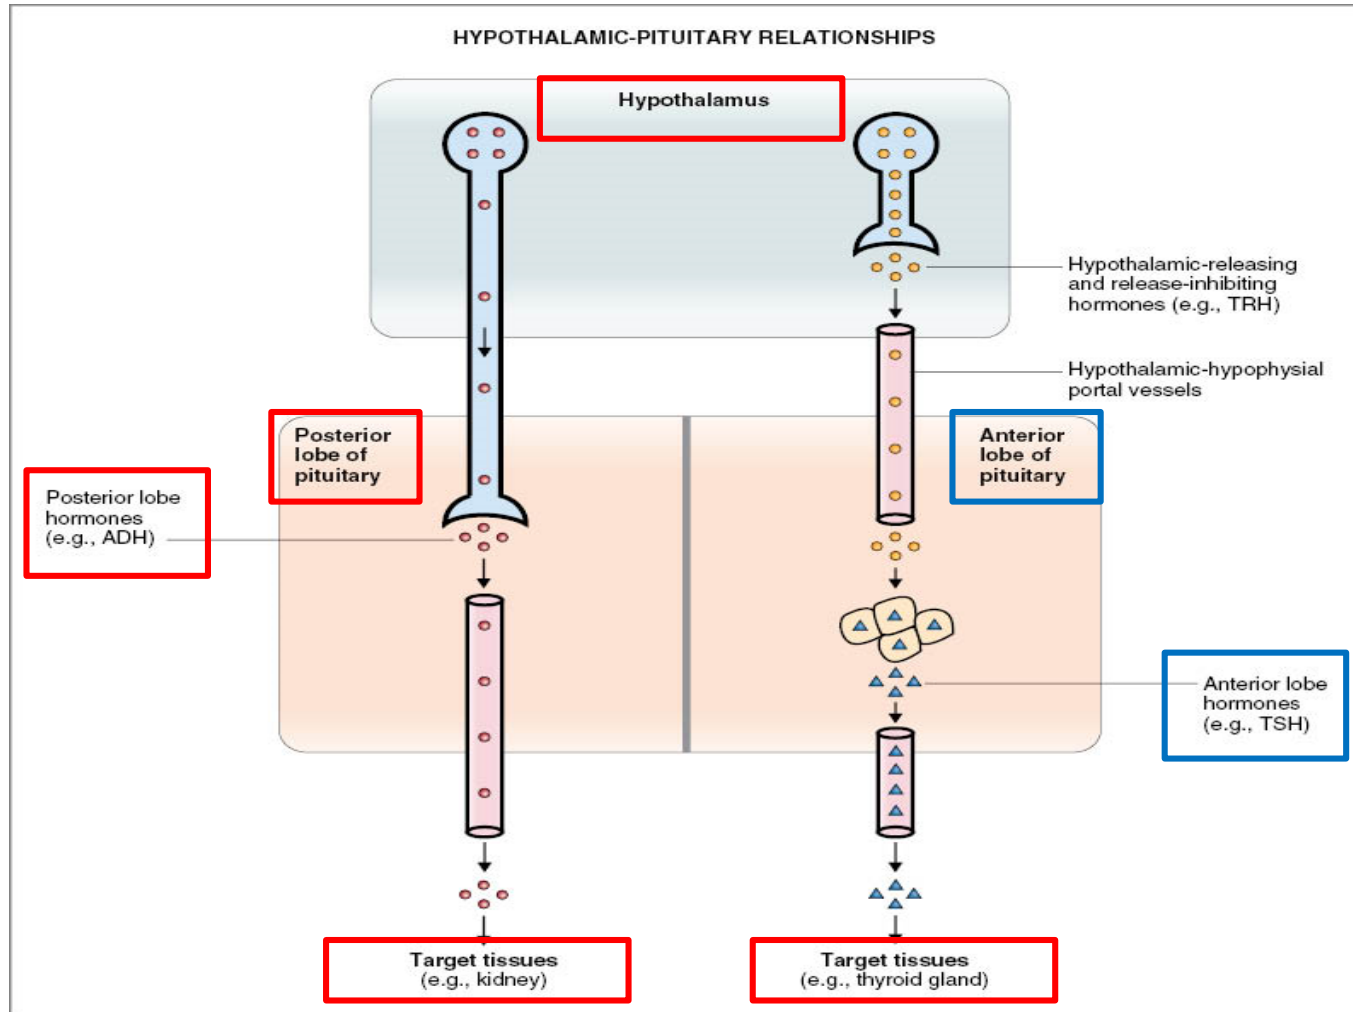 HYPOTHALAMIC-PITUITARY RELATIONSHIPS
Hypothalamus
Hypothalamic-releasing
and release-inhibiting
hormones (e.g., TRH)
Hypothalamic-hypophysial
portal vessels
Posterior
lobe of
pituitary
Anterior
lobe of
pituitary
Posterior lobe
hormones
(e.g., ADH)
Anterior lobe
hormones
(e.g., TSH)
Target tissues
(e.g., kidney)
Target tissues
(e.g., thyroid gland)